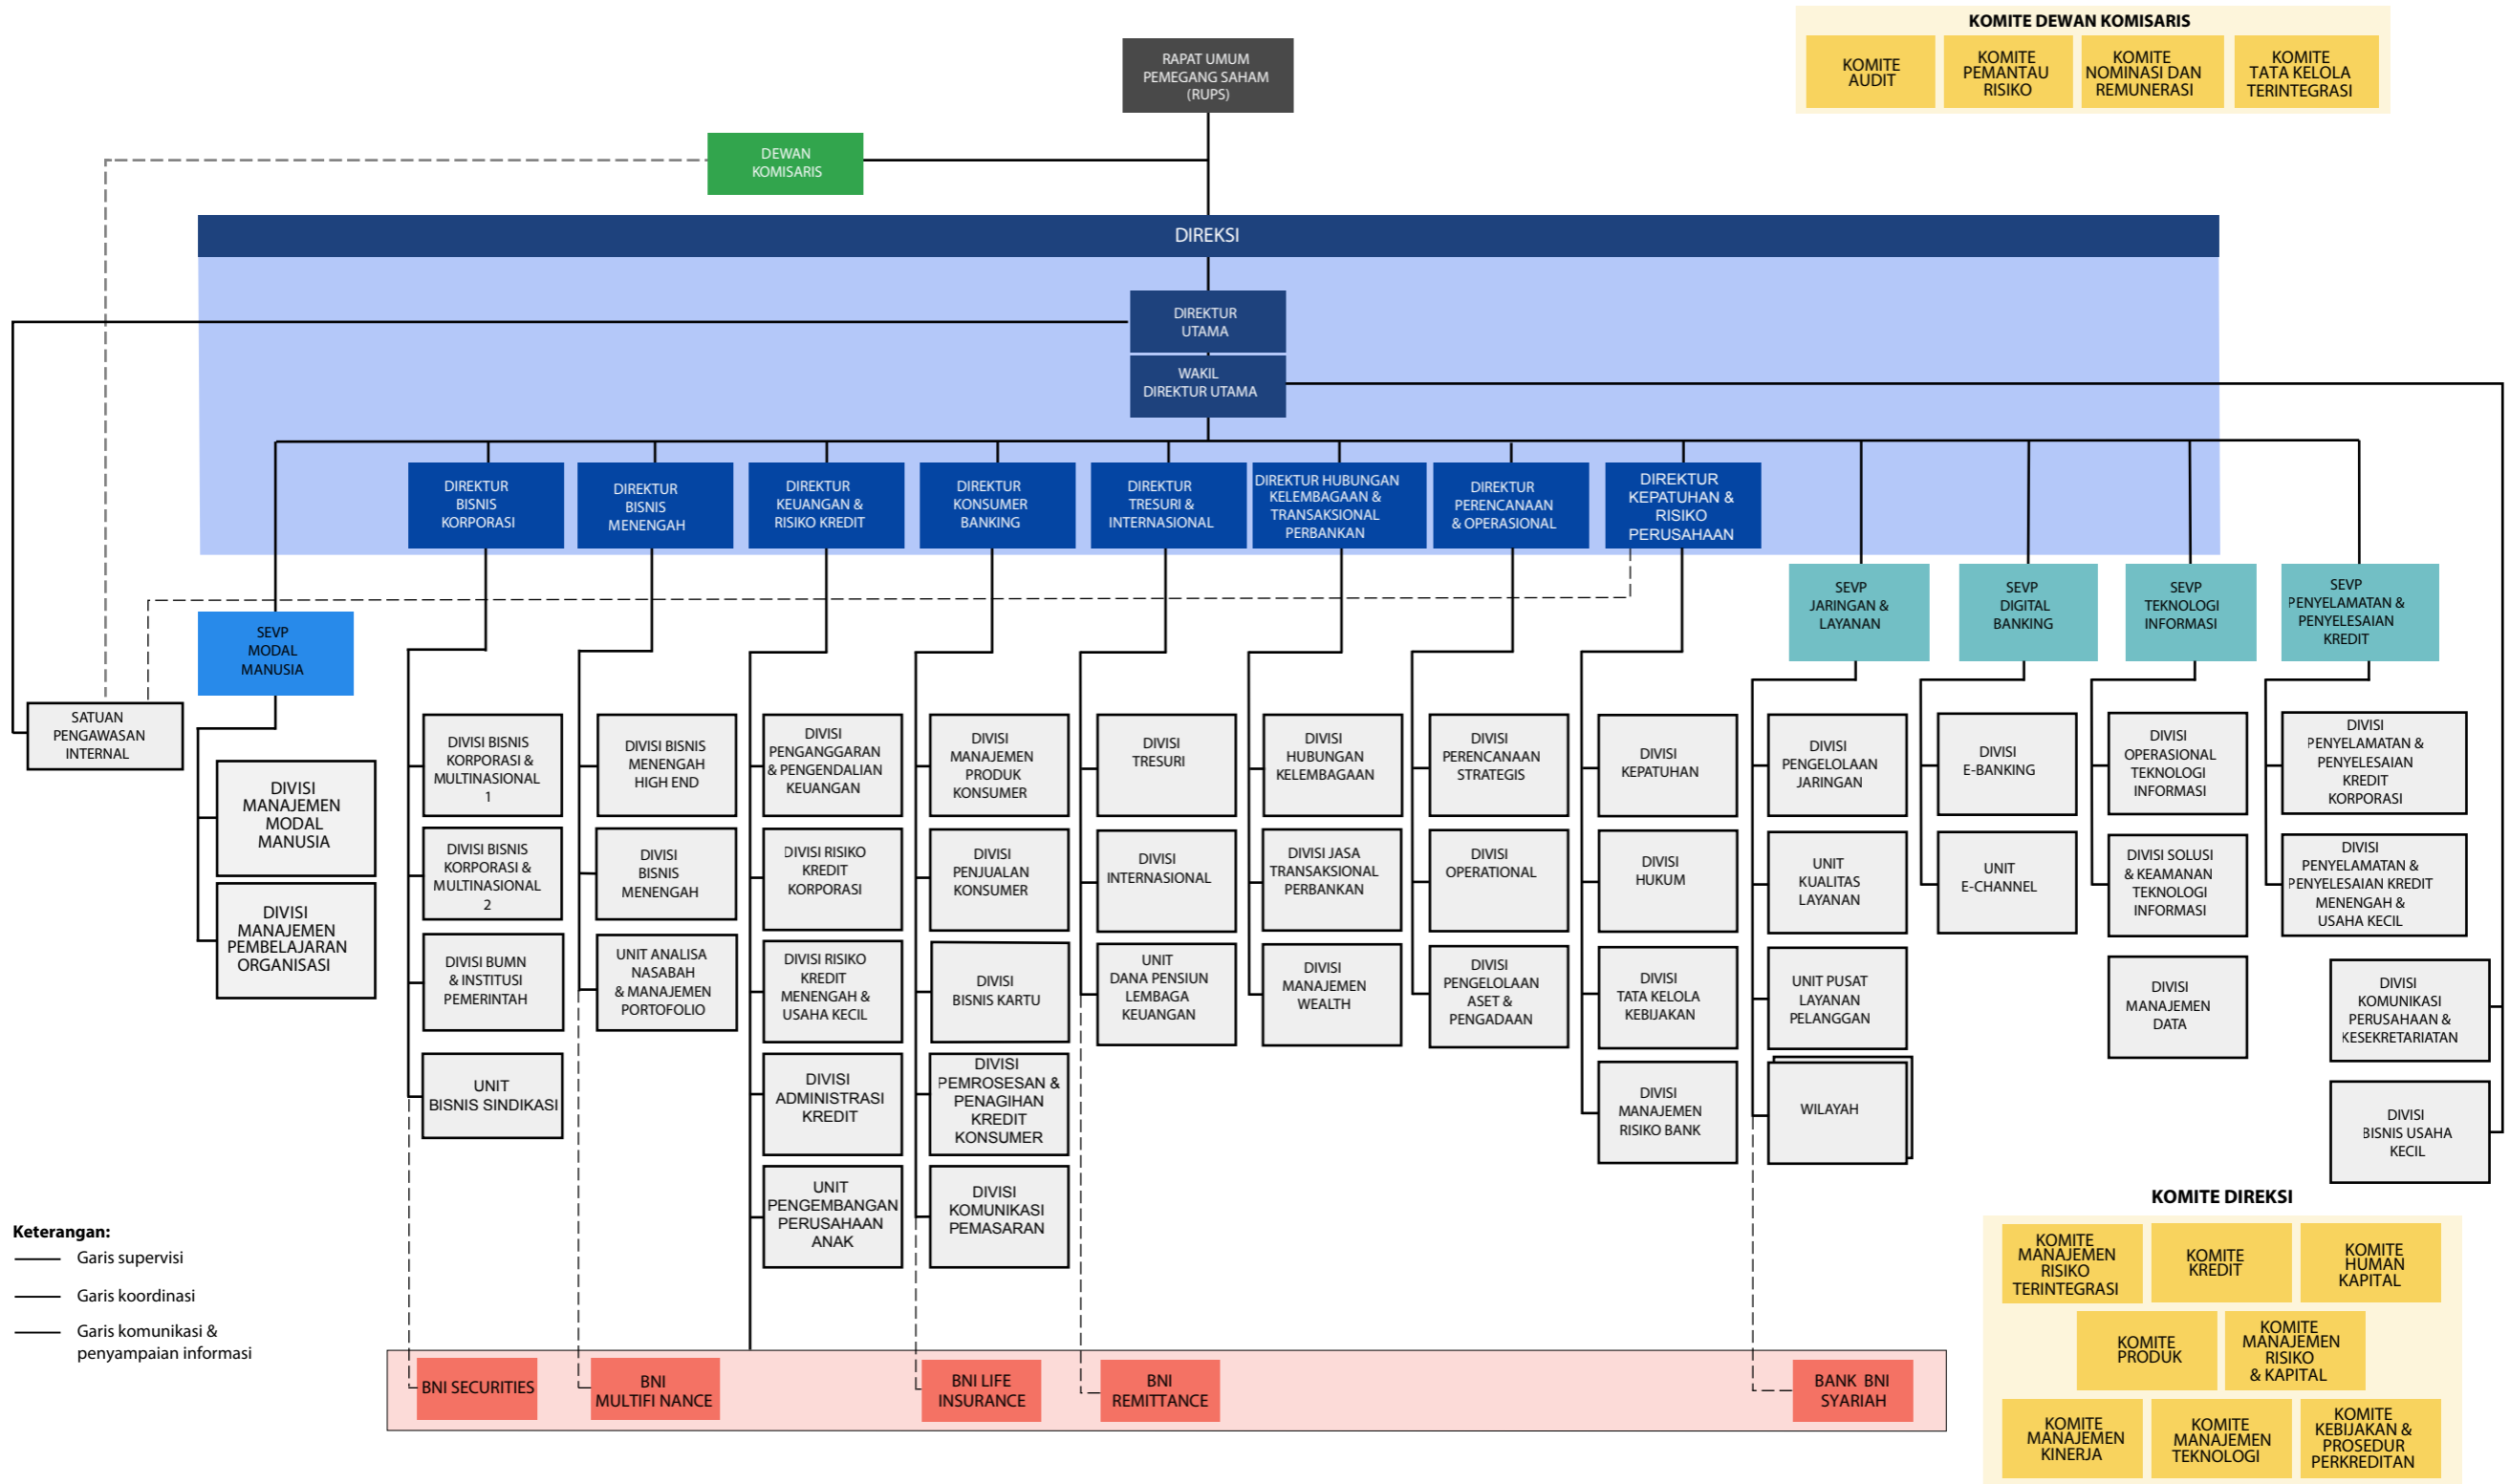 KOMITE DEWAN KOMISARIS
KOMITE
AUDIT
KOMITE
PEMANTAU
RISIKO
KOMITE
NOMINASI DAN
REMUNERASI
KOMITE
TATA KELOLA
TERINTEGRASI
RAPAT UMUM
PEMEGANG SAHAM
(RUPS)
DEWAN
KOMISARIS
DIREKSI
DIREKTUR
UTAMA
WAKIL
DIREKTUR UTAMA
DIREKTUR
BISNIS
KORPORASI
DIREKTUR
BISNIS
MENENGAH
DIREKTUR
KEUANGAN &
RISIKO KREDIT
DIREKTUR
KONSUMER
BANKING
DIREKTUR
TRESURI &
INTERNASIONAL
DIREKTUR HUBUNGAN
KELEMBAGAAN &
TRANSAKSIONAL
PERBANKAN
DIREKTUR
PERENCANAAN
& OPERASIONAL
DIREKTUR
KEPATUHAN &
RISIKO
PERUSAHAAN
SEVP
MODAL
MANUSIA
SEVP
JARINGAN &
LAYANAN
SEVP
DIGITAL
BANKING
SEVP
TEKNOLOGI
INFORMASI
SEVP
PENYELAMATAN &
PENYELESAIAN
KREDIT
SATUAN
PENGAWASAN
INTERNAL
DIVISI
MANAJEMEN
MODAL
MANUSIA
DIVISI
MANAJEMEN
PEMBELAJARAN
ORGANISASI
DIVISI BISNIS
KORPORASI &
MULTINASIONAL
1
DIVISI BISNIS
KORPORASI &
MULTINASIONAL
2
DIVISI BUMN
& INSTITUSI
PEMERINTAH
UNIT
BISNIS SINDIKASI
DIVISI BISNIS
MENENGAH
HIGH END
DIVISI
BISNIS
MENENGAH
UNIT ANALISA
NASABAH
& MANAJEMEN
PORTOFOLIO
DIVISI
PENGANGGARAN
& PENGENDALIAN
KEUANGAN
DIVISI RISIKO
KREDIT
KORPORASI
DIVISI RISIKO
KREDIT
MENENGAH &
USAHA KECIL
DIVISI
ADMINISTRASI
KREDIT
UNIT
PENGEMBANGAN
PERUSAHAAN
ANAK
DIVISI
MANAJEMEN
PRODUK
KONSUMER
DIVISI
PENJUALAN
KONSUMER
DIVISI
BISNIS KARTU
DIVISI
PEMROSESAN &
PENAGIHAN
KREDIT
KONSUMER
DIVISI
KOMUNIKASI
PEMASARAN
DIVISI
TRESURI
DIVISI
INTERNASIONAL
UNIT
DANA PENSIUN
LEMBAGA
KEUANGAN
DIVISI
HUBUNGAN
KELEMBAGAAN
DIVISI JASA
TRANSAKSIONAL
PERBANKAN
DIVISI
MANAJEMEN
WEALTH
DIVISI
PERENCANAAN
STRATEGIS
DIVISI
OPERATIONAL
DIVISI
PENGELOLAAN
ASET &
PENGADAAN
DIVISI
KEPATUHAN
DIVISI
HUKUM
DIVISI
TATA KELOLA
KEBIJAKAN
DIVISI
MANAJEMEN
RISIKO BANK
DIVISI
PENGELOLAAN
JARINGAN
UNIT
KUALITAS
LAYANAN
UNIT PUSAT
LAYANAN
PELANGGAN
WILAYAH
DIVISI
E-BANKING
UNIT
E-CHANNEL
DIVISI
OPERASIONAL
TEKNOLOGI
INFORMASI
DIVISI SOLUSI
& KEAMANAN
TEKNOLOGI
INFORMASI
DIVISI
MANAJEMEN
DATA
DIVISI
PENYELAMATAN &
PENYELESAIAN
KREDIT
KORPORASI
DIVISI
PENYELAMATAN &
PENYELESAIAN KREDIT
MENENGAH &
USAHA KECIL
DIVISI
KOMUNIKASI
PERUSAHAAN &
KESEKRETARIATAN
DIVISI
BISNIS USAHA
KECIL
Keterangan:
Garis supervisi
Garis koordinasi
Garis komunikasi &
penyampaian informasi
BNI SECURITIES
BNI
MULTIFI NANCE
BNI LIFE
INSURANCE
BNI
REMITTANCE
BANK BNI
SYARIAH
KOMITE DIREKSI
KOMITE
MANAJEMEN
RISIKO
TERINTEGRASI
KOMITE
KREDIT
KOMITE
HUMAN
KAPITAL
KOMITE
PRODUK
KOMITE
MANAJEMEN
RISIKO
& KAPITAL
KOMITE
MANAJEMEN
KINERJA
KOMITE
MANAJEMEN
TEKNOLOGI
KOMITE
KEBIJAKAN &
PROSEDUR
PERKREDITAN